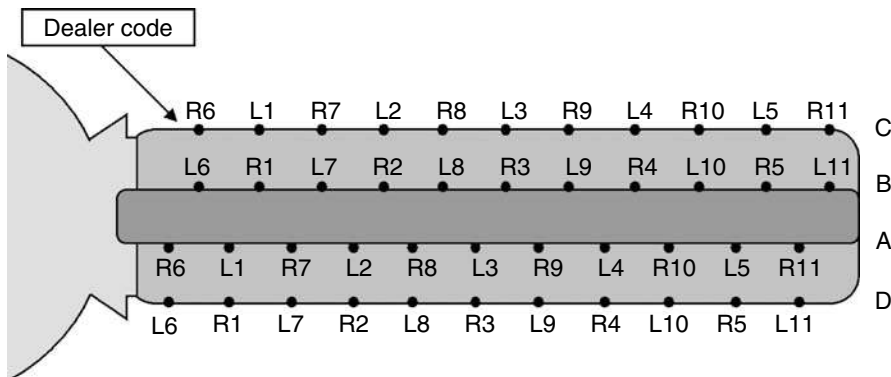 Dealer code
R6 L1 R7 L2 R8 L3 R9 L4 R10 L5 R11 C
L6 R1 L7 R2 L8 R3 L9 R4 L10 R5 L11 B
A
R6 L1 R7 L2 R8 L3 R9 L4 R10 L5 R11
D
L6 R1 L7 R2 L8 R3 L9 R4 L10 R5 L11